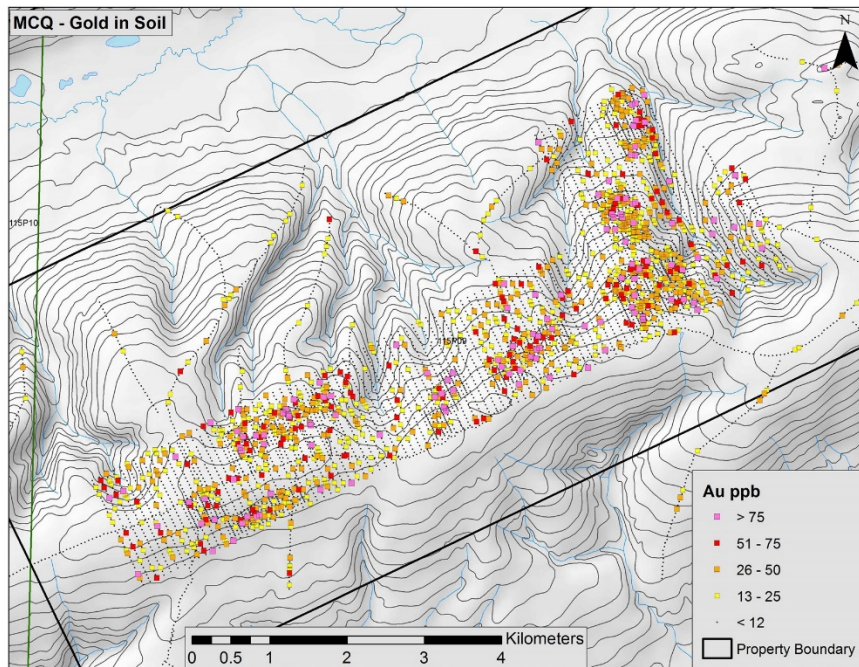 MCQ - Gold in Soil
N
115P10
115P09
Au ppb
> 75
51 - 75
26 - 50
13 - 25
< 12
Property Boundary
Kilometers
0 0.5 1 2 3 4